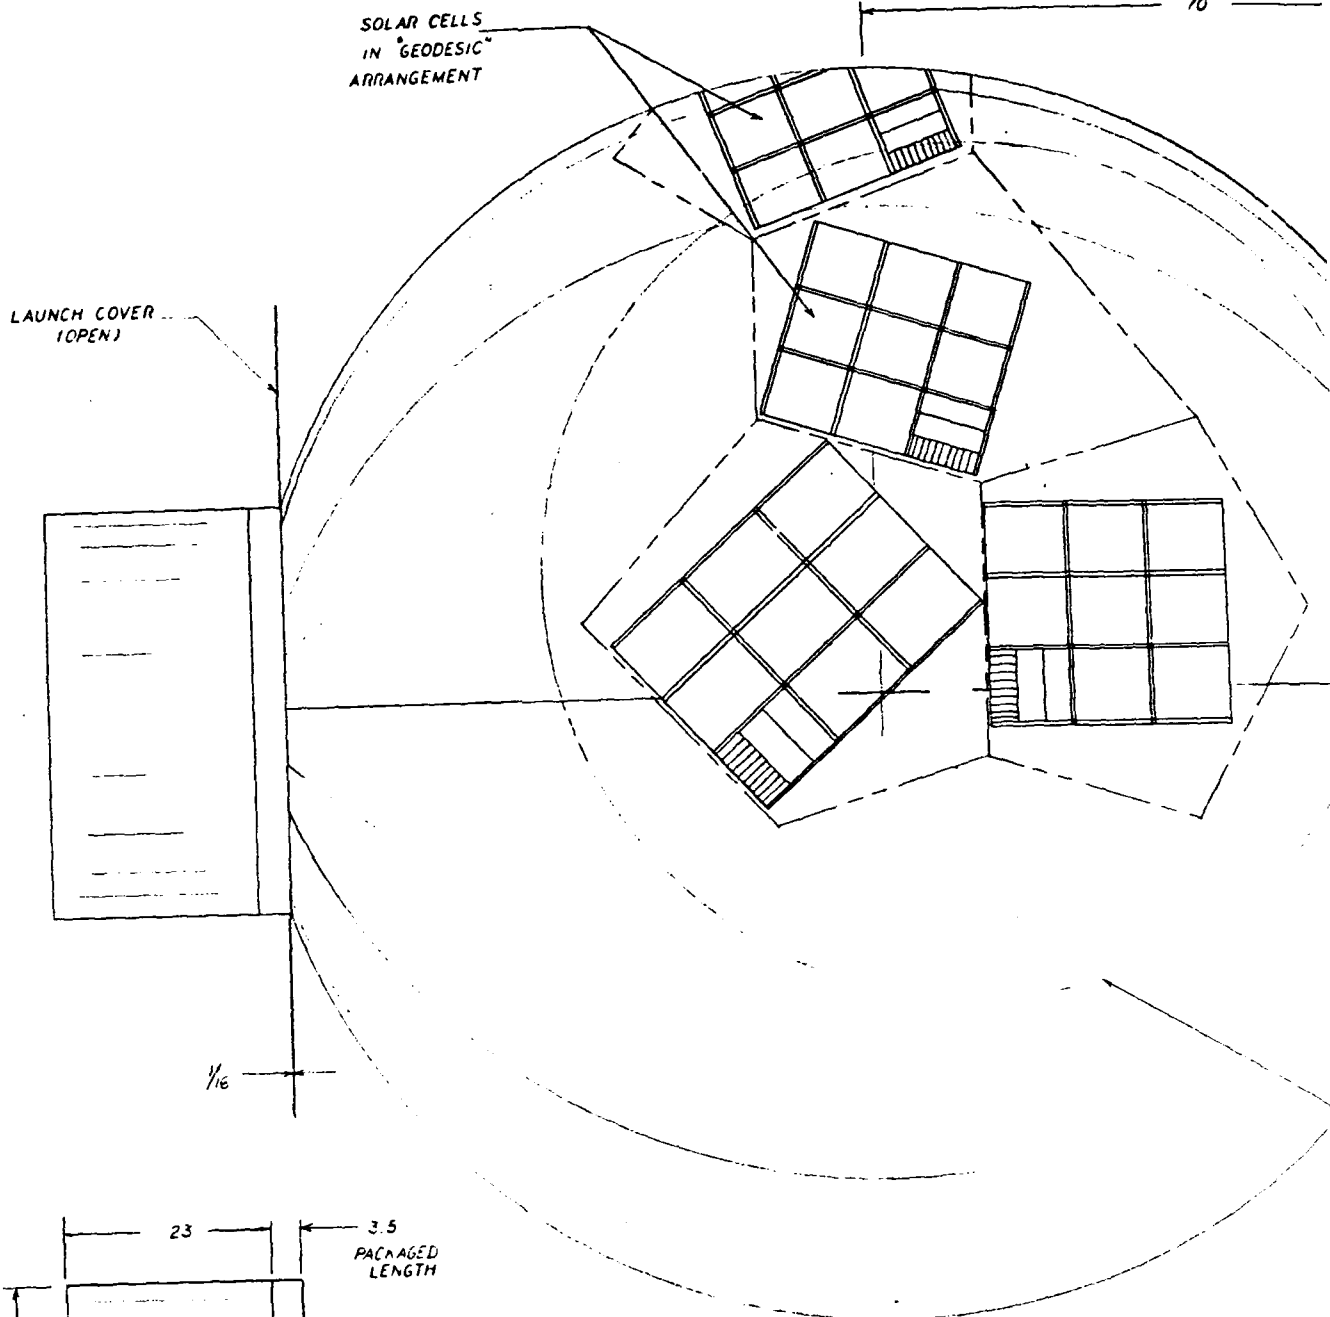 70
SOLAR CELLS
IN "GEODESIC"
ARRANGEMENT
LAUNCH COVER
(OPEN)
1/16
23
3.5
PACKAGED
LENGTH